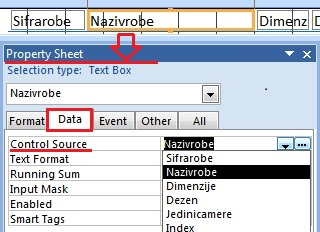 Sifrarobe Nazivrobe Dimenz D
Property Sheet
Selection type: Text Box
Nazivrobe
Format Data Event Other All
Control Source Nazivrobe
Text Format Sifrarobe
Running Sum Nazivrobe
Input Mask Dimenzije
Enabled Dezen
Smart Tags Jedinicamere
Index